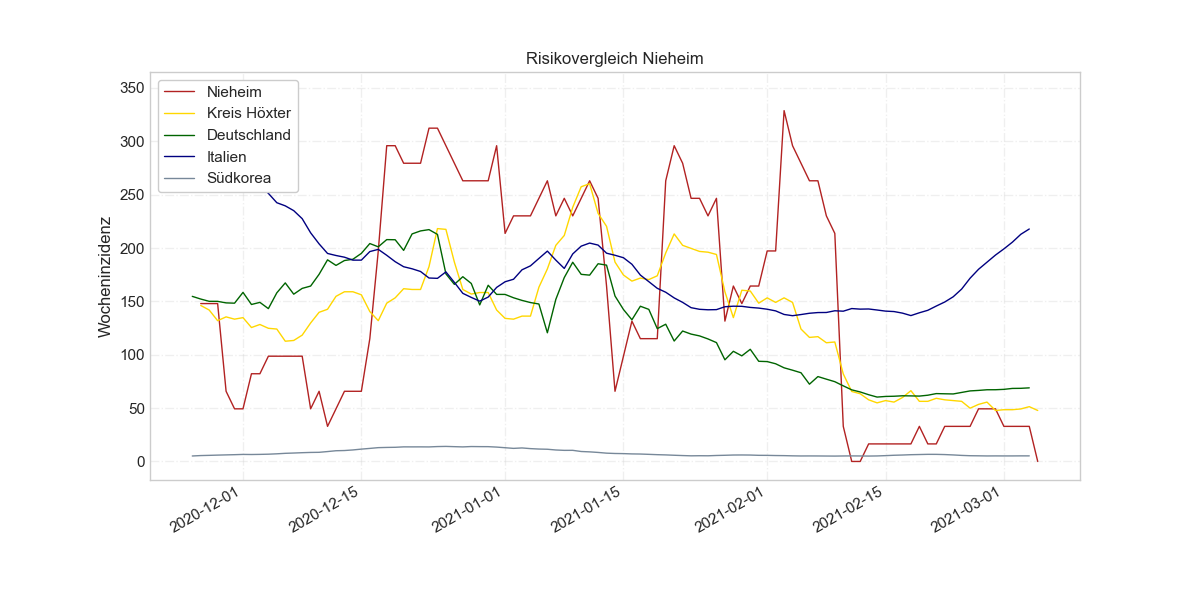 Risikovergleich Nieheim
Nieheim
Kreis Höxter
Deutschland
Italien
Südkorea
Wocheninzidenz
350
300
250
200
150
100
50
0
2020-12-01
2020-12-15
2021-01-01
2021-01-15
2021-02-01
2021-02-15
2021-03-01